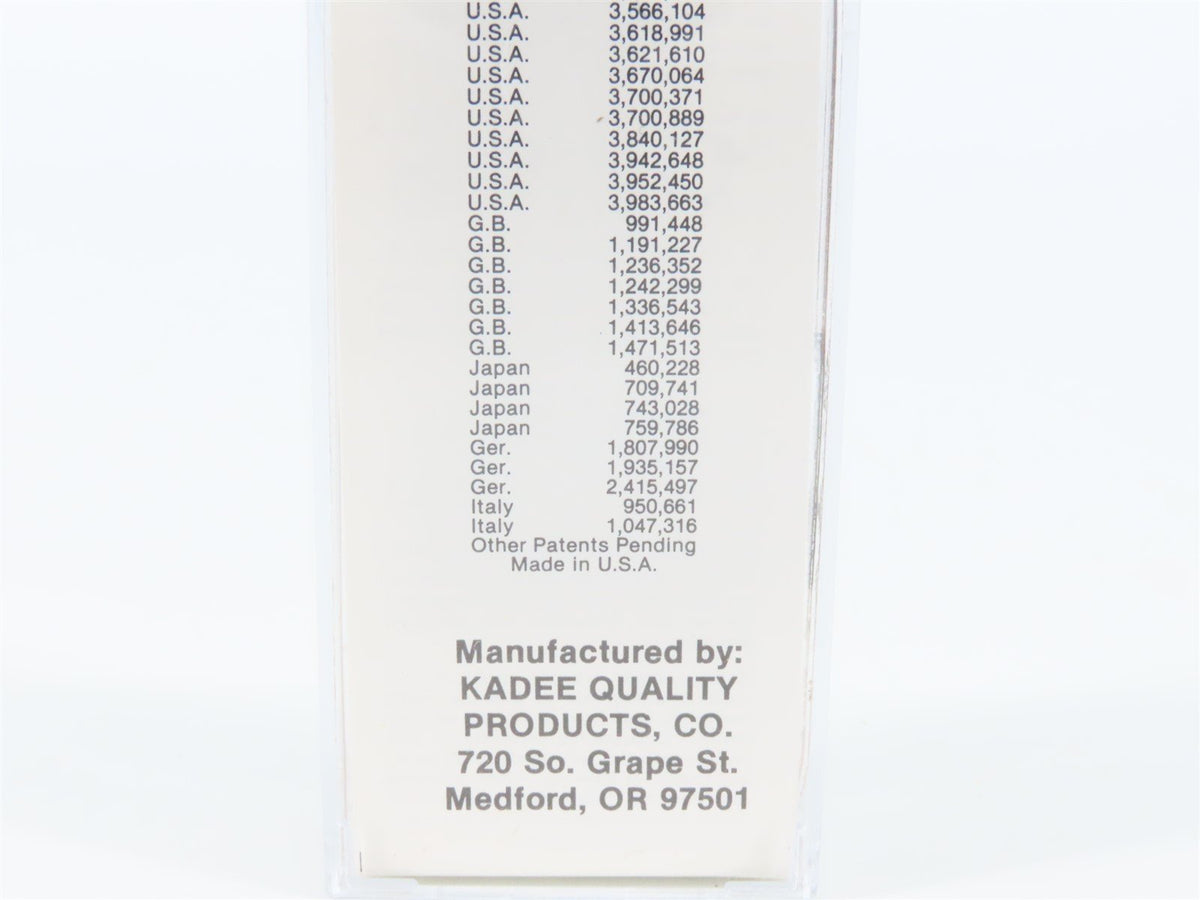 U.S.A. 3,566,104
U.S.A. 3,618,991
U.S.A. 3,621,610
U.S.A. 3,670,064
U.S.A. 3,700,371
U.S.A. 3,700,889
U.S.A. 3,840,127
U.S.A. 3,942,648
U.S.A. 3,952,450
U.S.A. 3,983,663
G.B. 991,448
G.B. 1,191,227
G.B. 1,236,352
G.B. 1,242,299
G.B. 1,336,543
G.B. 1,413,646
G.B. 1,471,513
Japan 460,228
Japan 709,741
Japan 743,028
Japan 759,786
Ger. 1,807,990
Ger. 1,935,157
Ger. 2,415,497
Italy 950,661
Italy 1,047,316
Other Patents Pending
Made in U.S.A.
Manufactured by:
KADEE QUALITY
PRODUCTS, CO.
720 So. Grape St.
Medford, OR 97501